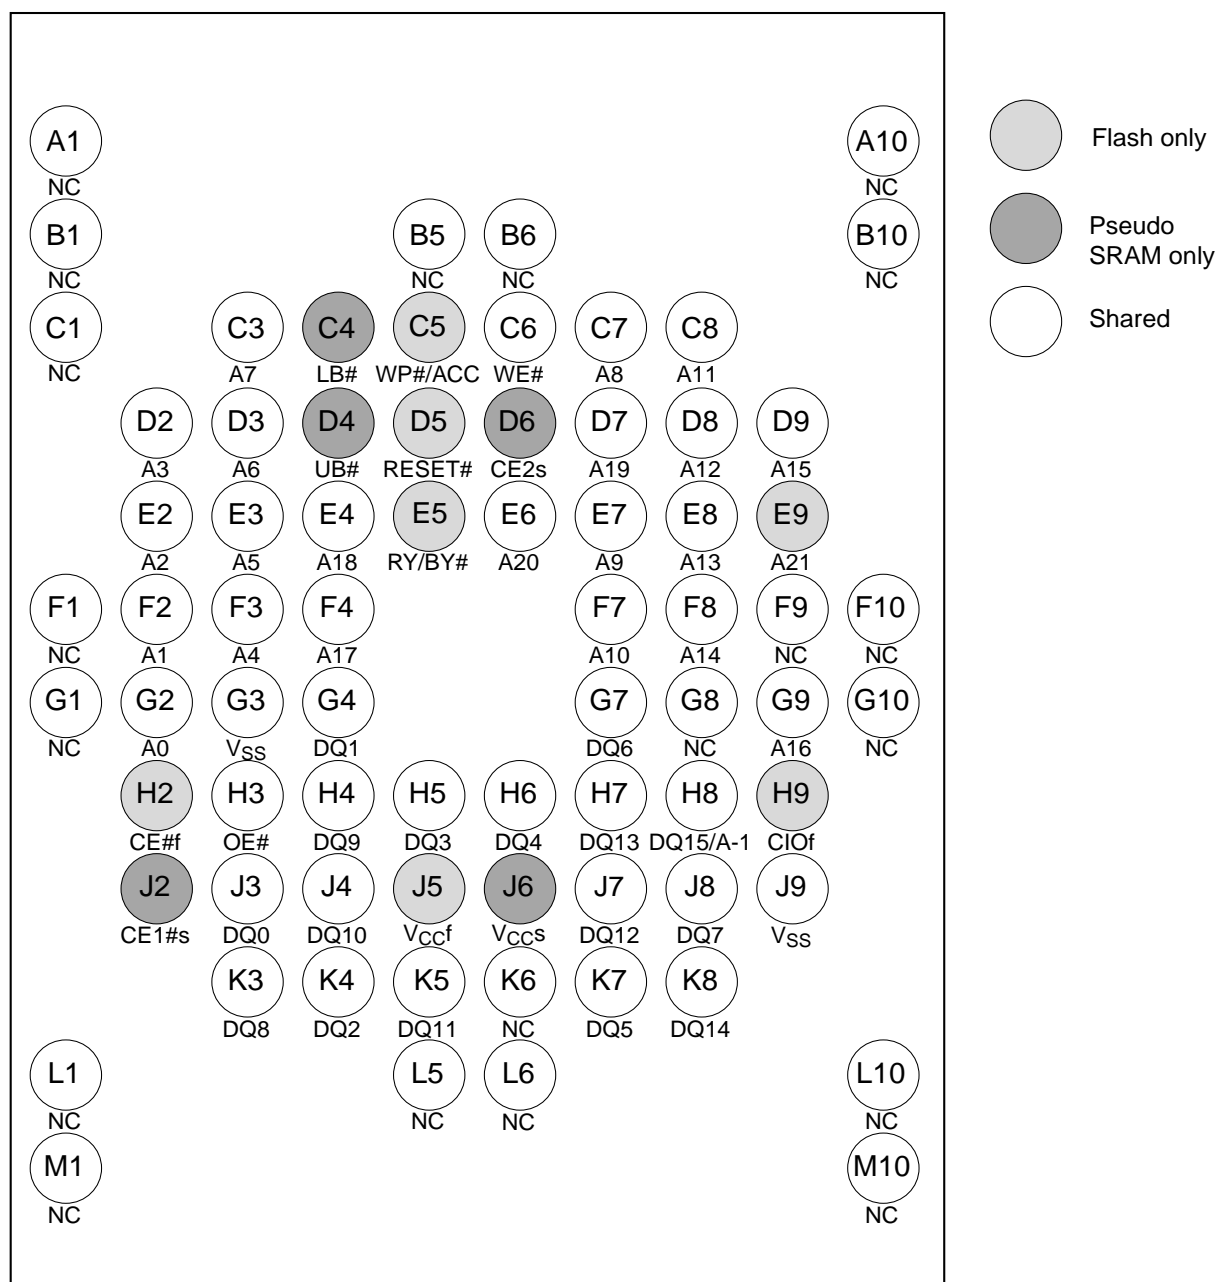 A1 A10 Flash only
NC NC
B1 B5 B6 B10 Pseudo
SRAM only
NC NC NC NC
C1 C3 C4 C5 C6 C7 C8 Shared
NC A7 LB# WP#/ACC WE# A8 A11
D2 D3 D4 D5 D6 D7 D8 D9
A3 A6 UB# RESET# CE2s A19 A12 A15
E2 E3 E4 E5 E6 E7 E8 E9
A2 A5 A18 RY/BY# A20 A9 A13 A21
F1 F2 F3 F4 F7 F8 F9 F10
NC A1 A4 A17 A10 A14 NC NC
G1 G2 G3 G4 G7 G8 G9 G10
NC A0 VSS DQ1 DQ6 NC A16 NC
H2 H3 H4 H5 H6 H7 H8 H9
CE#f OE# DQ9 DQ3 DQ4 DQ13 DQ15/A-1 CIOf
J2 J3 J4 J5 J6 J7 J8 J9
CE1#s DQ0 DQ10 VCCf VCCs DQ12 DQ7 VSS
K3 K4 K5 K6 K7 K8
DQ8 DQ2 DQ11 NC DQ5 DQ14
L1 L5 L6 L10
NC NC NC NC
M1 M10
NC NC